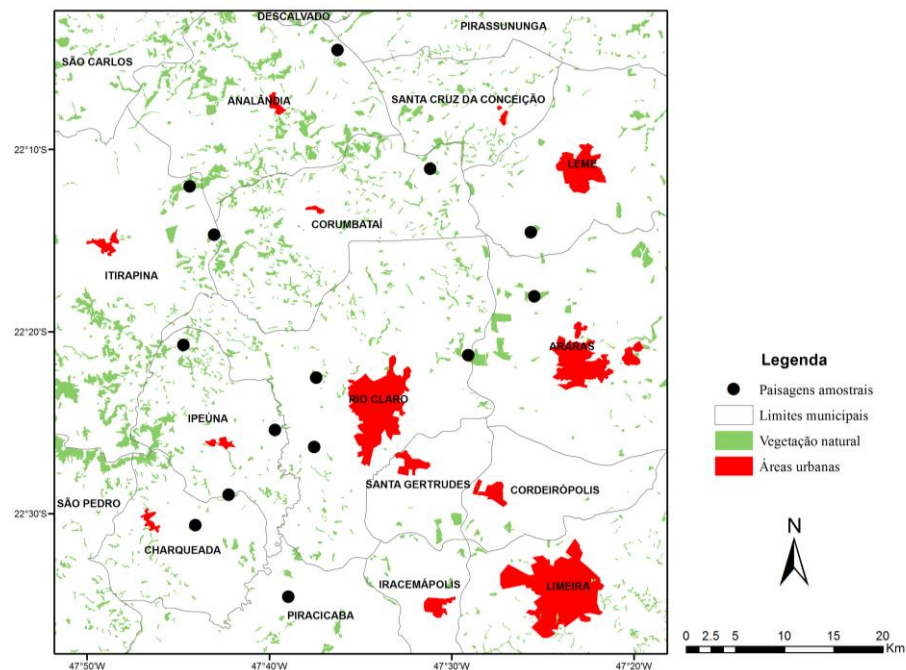 DESCALVADO
PIRASSUNUNGA
SÃO CARLOS
ANALÂNDIA
SANTA CRUZ DA CONCEIÇÃO
22°10'S
LEME
CORUMBATAÍ
ITIRAPINA
22°20'S
ARARAS
RIO CLARO
IPEÚNA
SANTA GERTRUDES
CORDEIRÓPOLIS
SÃO PEDRO
22°30'S
CHARQUEADA
IRACEMÁPOLIS
LIMEIRA
PIRACICABA
47°50'W
47°40'W
47°30'W
47°20'W
Legenda
Paisagens amostrais
Limites municipais
Vegetação natural
Áreas urbanas
N
0 2.5 5 10 15 20
Km